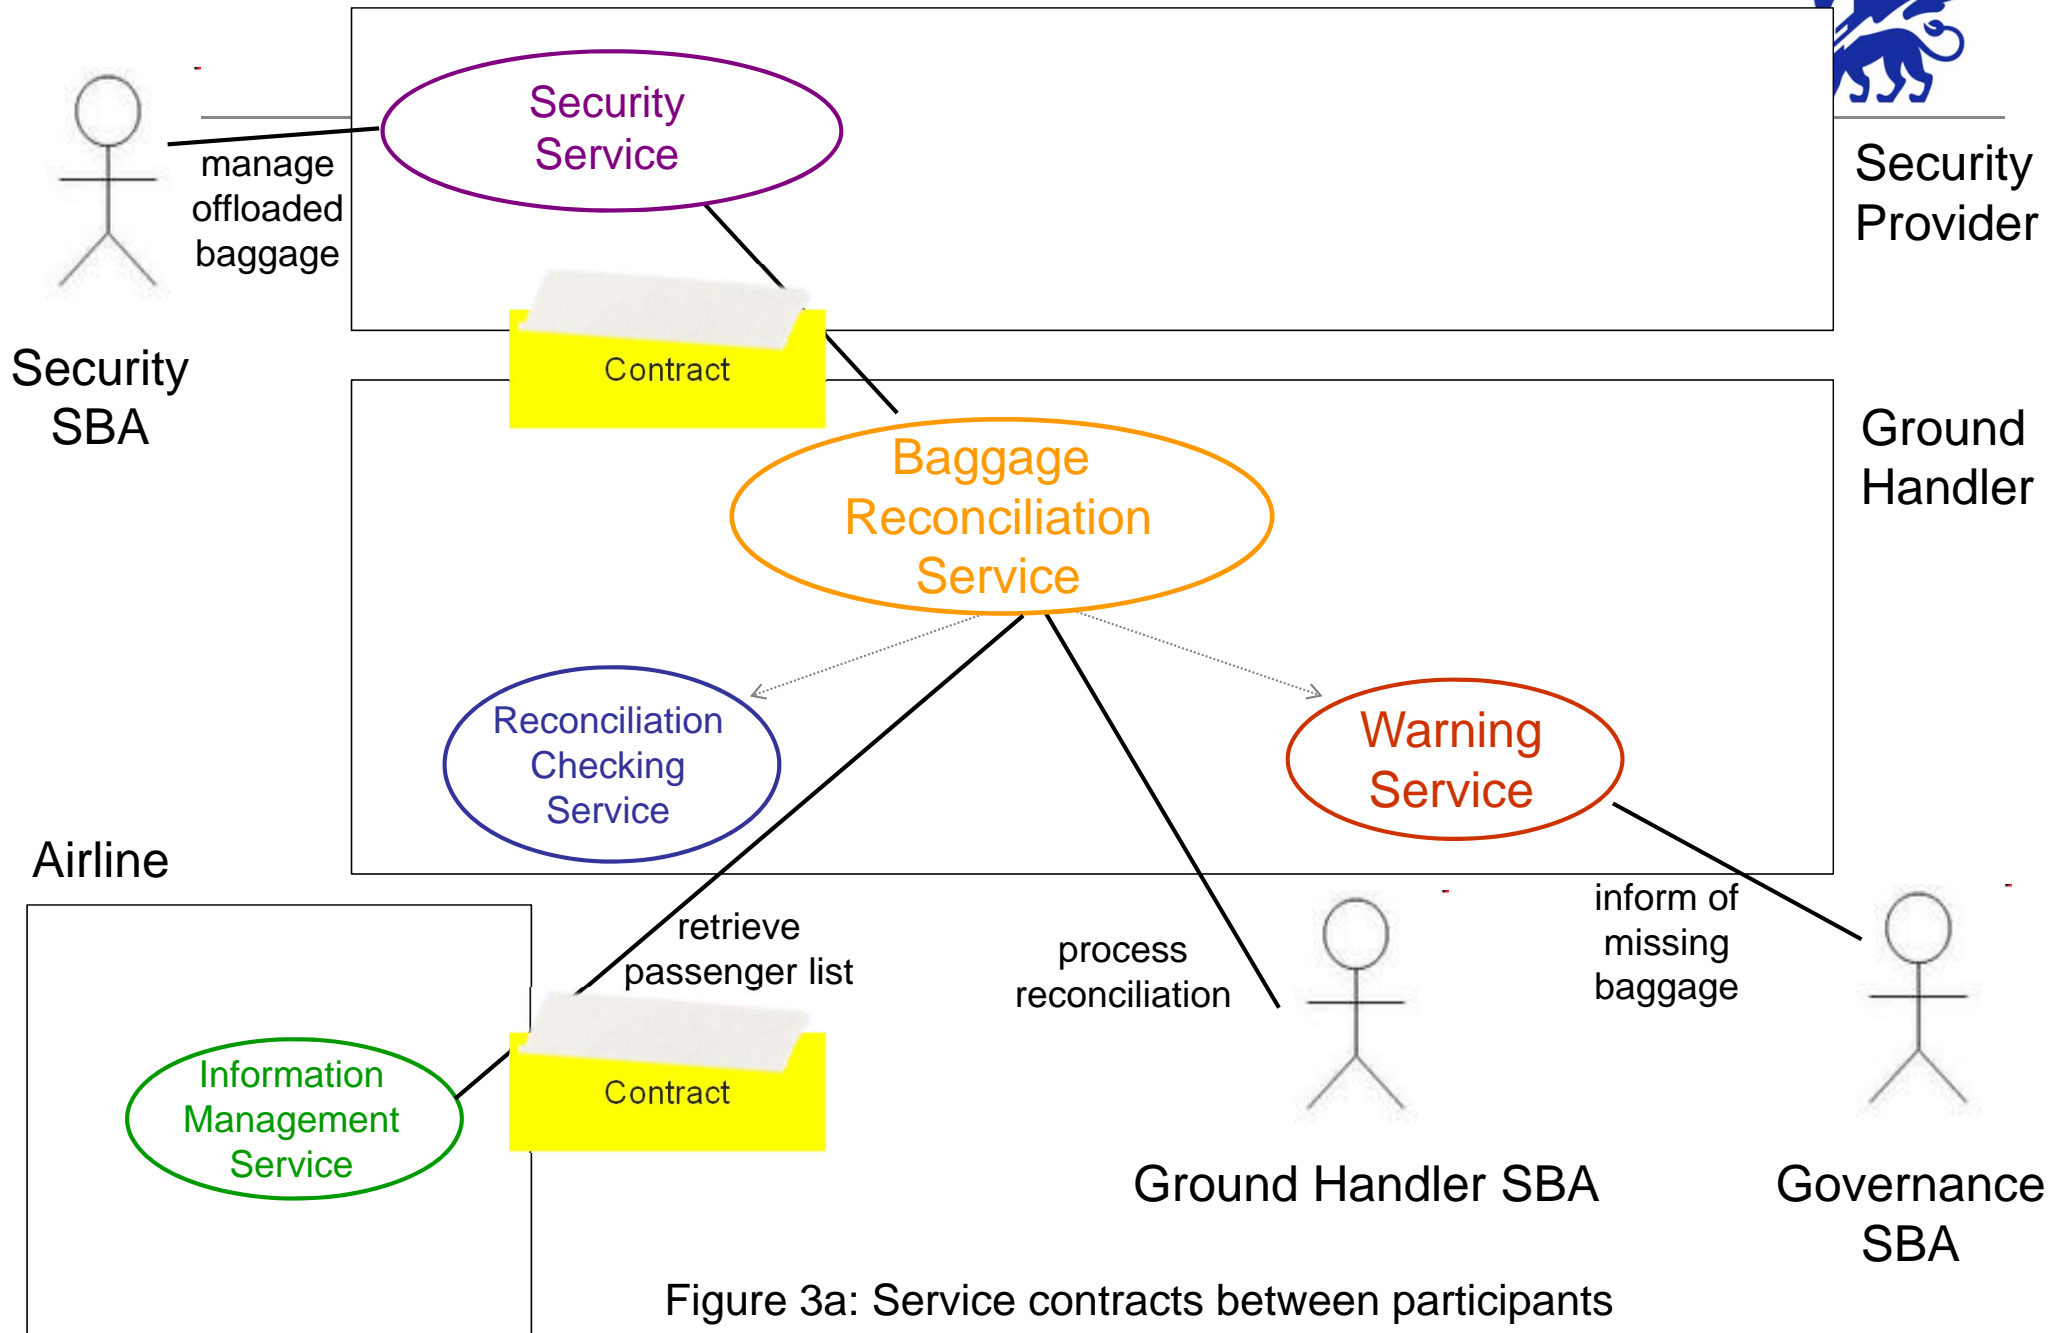 Security
Service
manage
offloaded
baggage
Security
Provider
Contract
Security
SBA
Ground
Handler
Baggage
Reconciliation
Service
Reconciliation
Checking
Service
Warning
Service
Airline
retrieve
passenger list
process
reconciliation
inform of
missing
baggage
Information
Management
Service
Contract
Ground Handler SBA
Governance
SBA
Figure 3a: Service contracts between participants